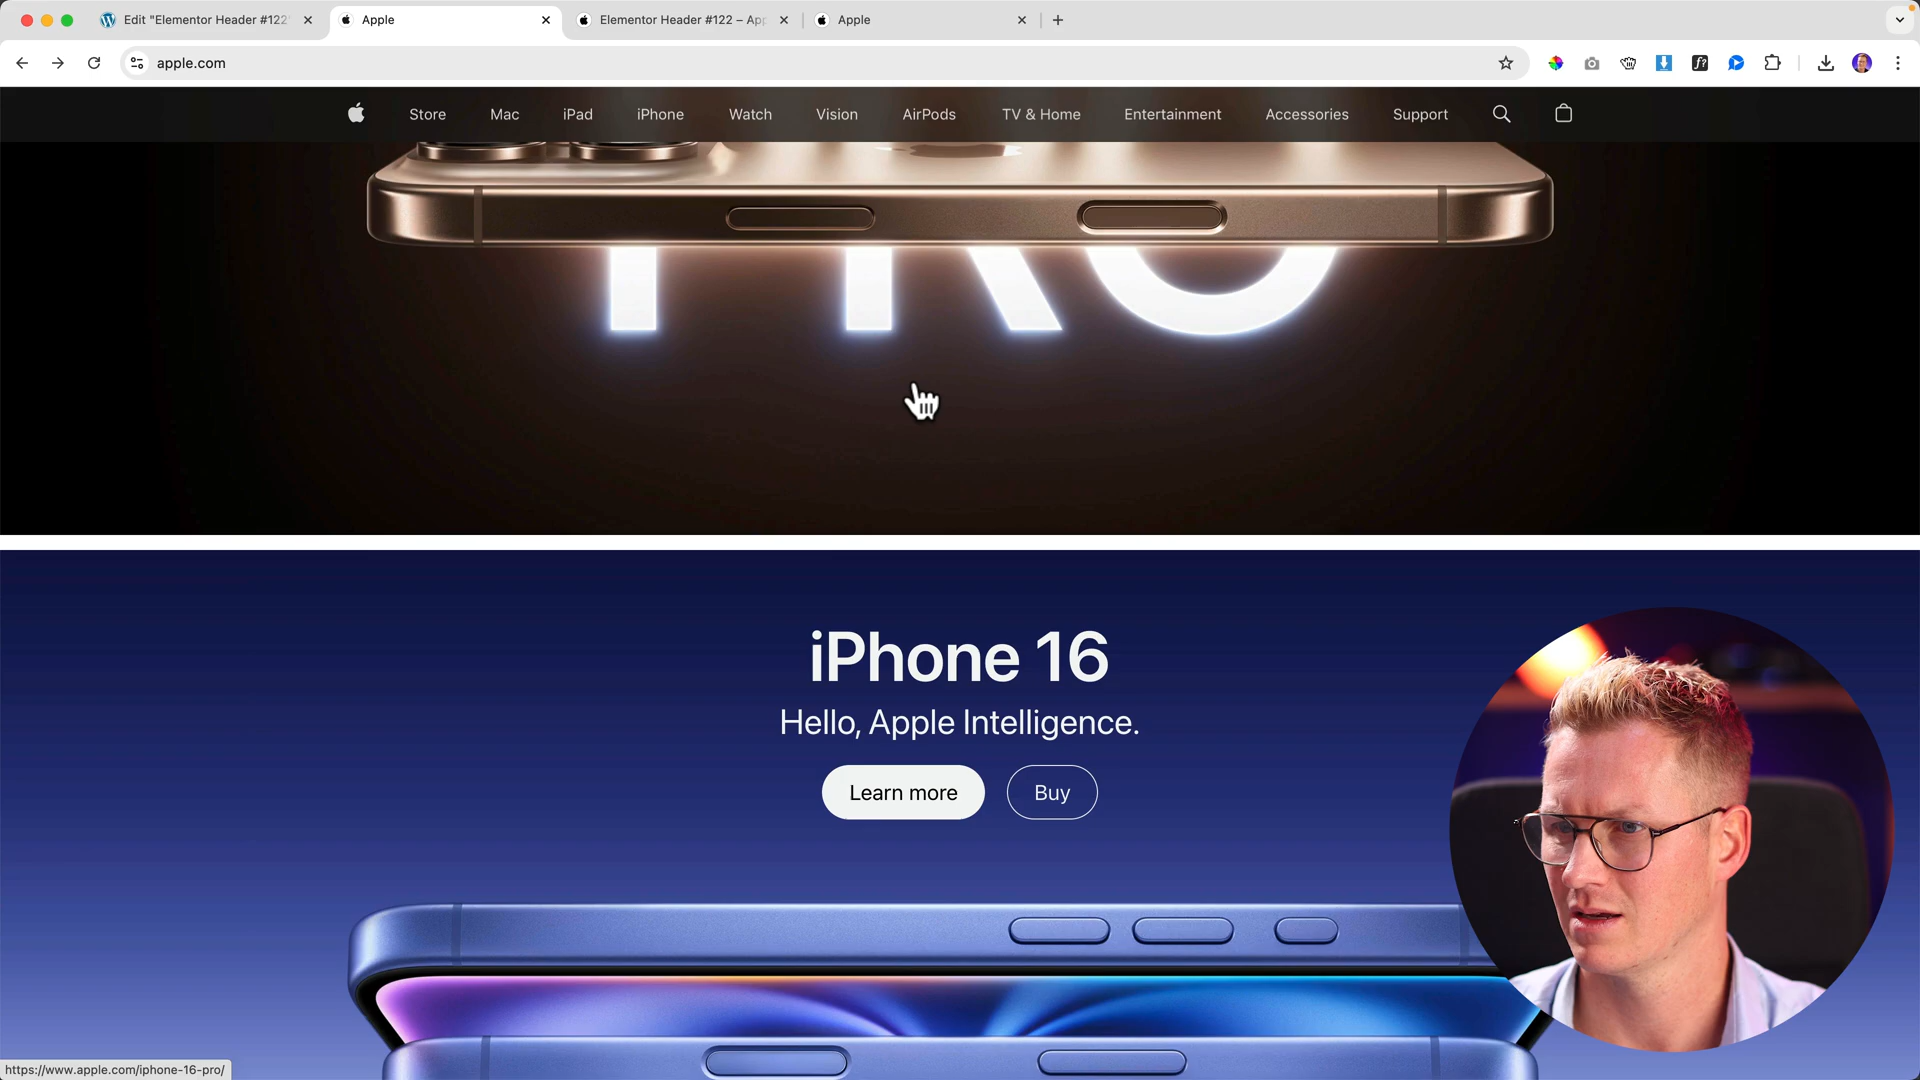 Edit "Elementor Header #122"
Apple
Elementor Header #122 – App
Apple
apple.com
Store
Mac
iPad
iPhone
Watch
Vision
AirPods
TV & Home
Entertainment
Accessories
Support
PRO
iPhone 16
Hello, Apple Intelligence.
Learn more
Buy
https://www.apple.com/iphone-16-pro/